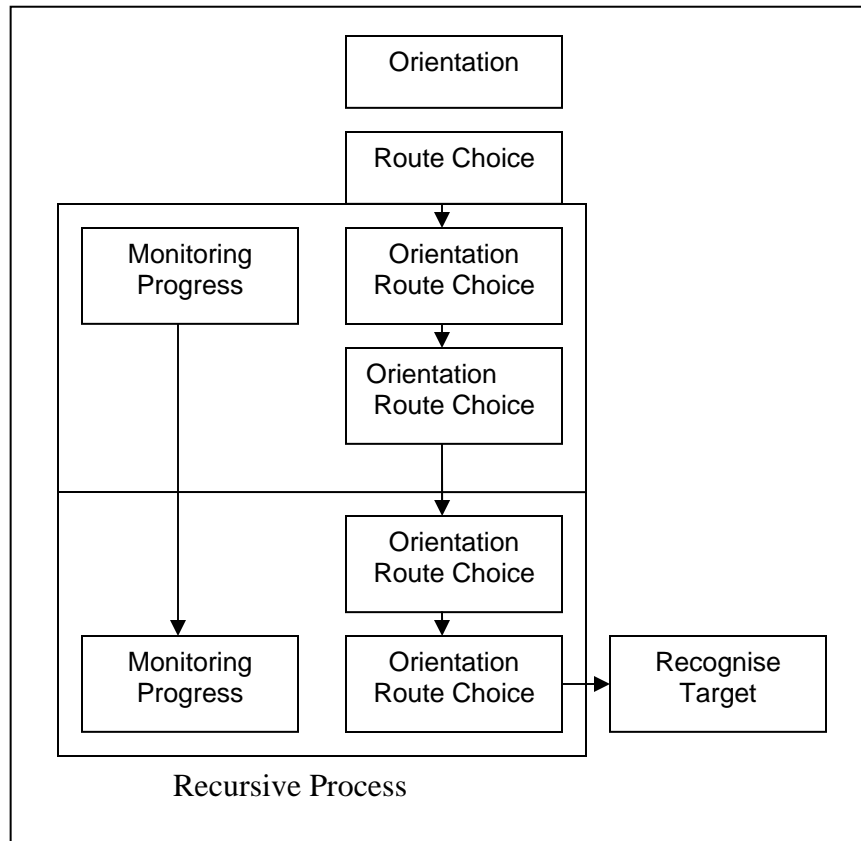 Orientation
Route Choice
Monitoring
Progress
Orientation
Route Choice
Orientation
Route Choice
Orientation
Route Choice
Monitoring
Progress
Orientation
Route Choice
Recognise
Target
Recursive Process